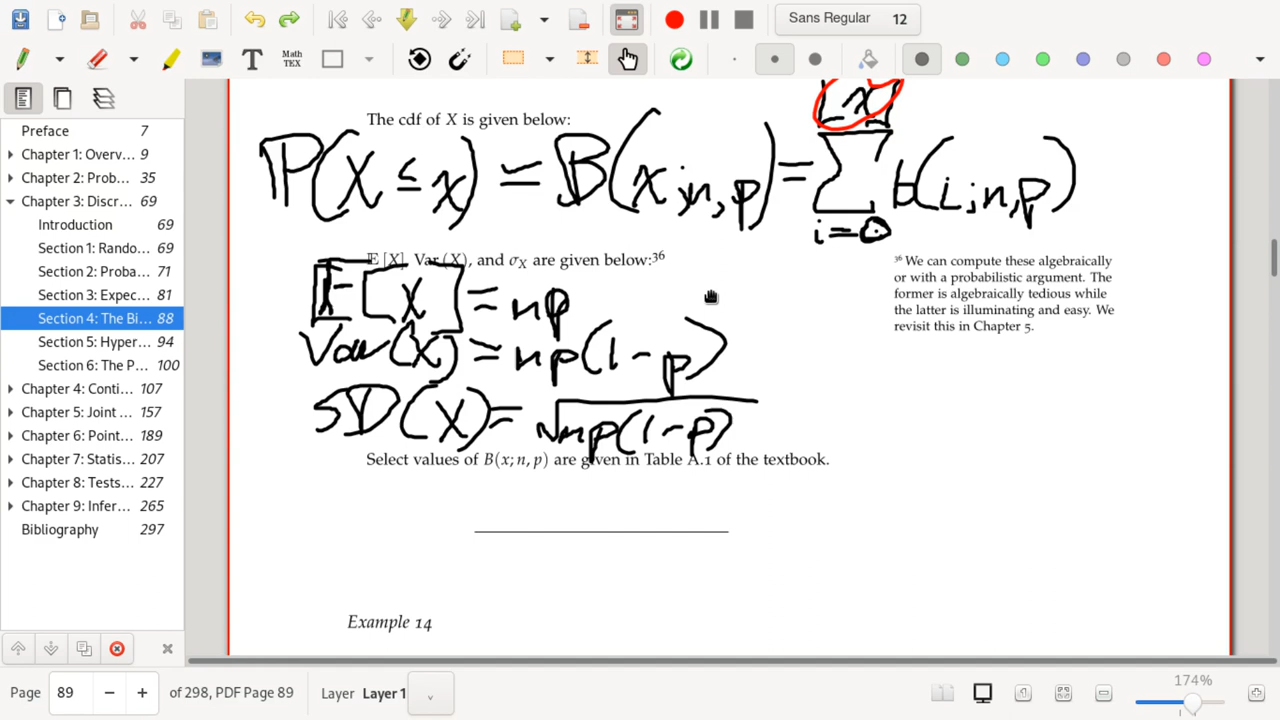 Sans Regular 12
Math
TEX
Preface 7
Chapter 1: Overv... 9
Chapter 2: Prob... 35
Chapter 3: Discr... 69
Introduction 69
Section 1: Rando... 69
Section 2: Proba... 71
Section 3: Expec... 81
Section 4: The Bi... 88
Section 5: Hyper... 94
Section 6: The P... 100
Chapter 4: Conti... 107
Chapter 5: Joint ... 157
Chapter 6: Point... 189
Chapter 7: Statis... 207
Chapter 8: Tests... 227
Chapter 9: Infer... 265
Bibliography 297
The cdf of X is given below:
ℙ(X ≤ x) = B(x;n,p) = ∑_{i=0}^{⌊x⌋} b(i;n,p)
𝔼 [X], Var (X), and σ_X are given below:³⁶
𝔼[X] = np
Var(X) = np(1-p)
SD(X) = √(np(1-p))
Select values of B(x; n, p) are given in Table A.1 of the textbook.
³⁶ We can compute these algebraically
or with a probabilistic argument. The
former is algebraically tedious while
the latter is illuminating and easy. We
revisit this in Chapter 5.
Example 14
Page 89 of 298, PDF Page 89 Layer Layer 1 174%